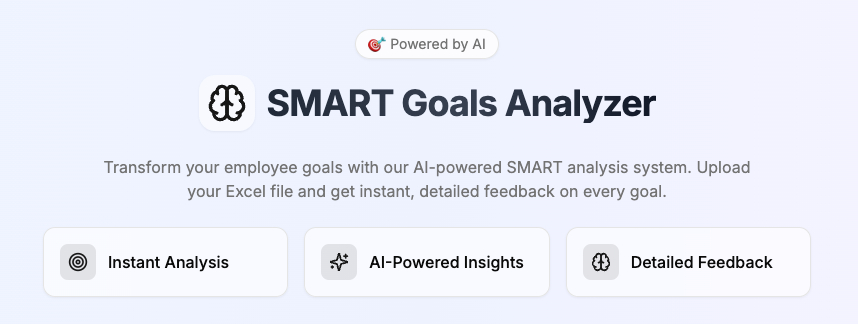 Powered by AI
SMART Goals Analyzer
Transform your employee goals with our AI-powered SMART analysis system. Upload
your Excel file and get instant, detailed feedback on every goal.
Instant Analysis
AI-Powered Insights
Detailed Feedback